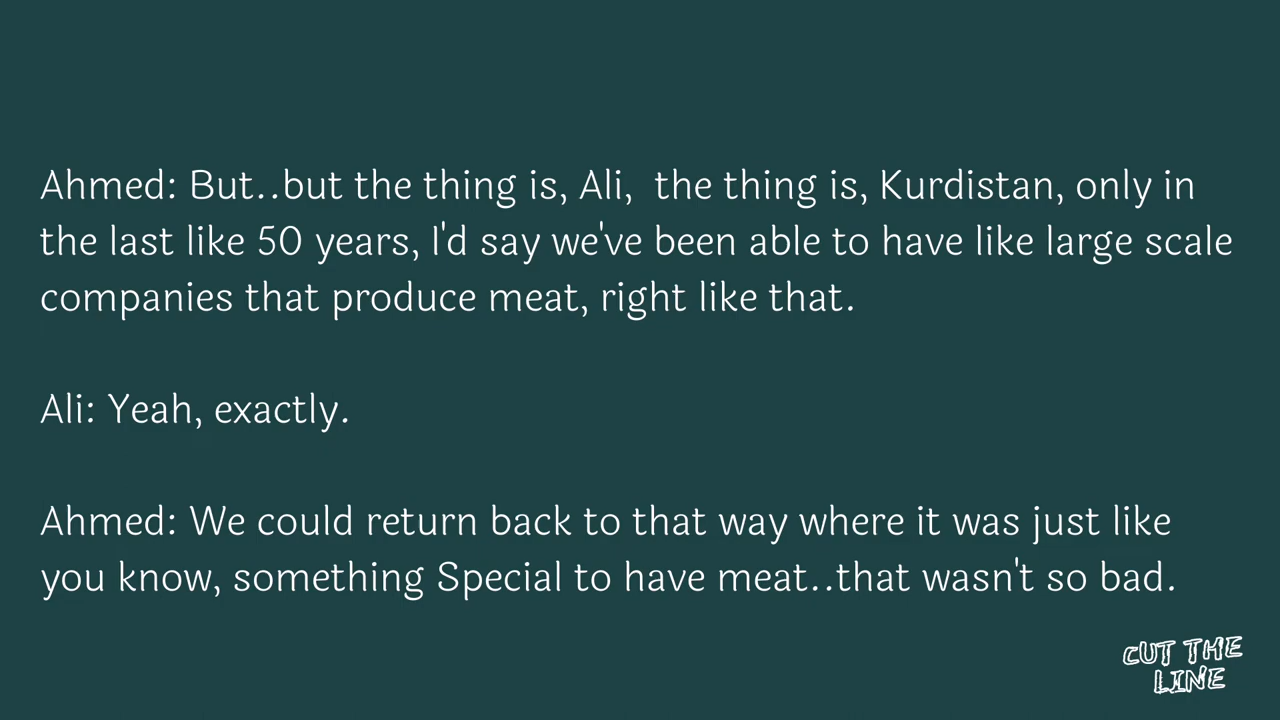 Ahmed: But..but the thing is, Ali,  the thing is, Kurdistan, only in
the last like 50 years, I'd say we've been able to have like large scale
companies that produce meat, right like that.
Ali: Yeah, exactly.
Ahmed: We could return back to that way where it was just like
you know, something Special to have meat..that wasn't so bad.
CUT THE
LINE